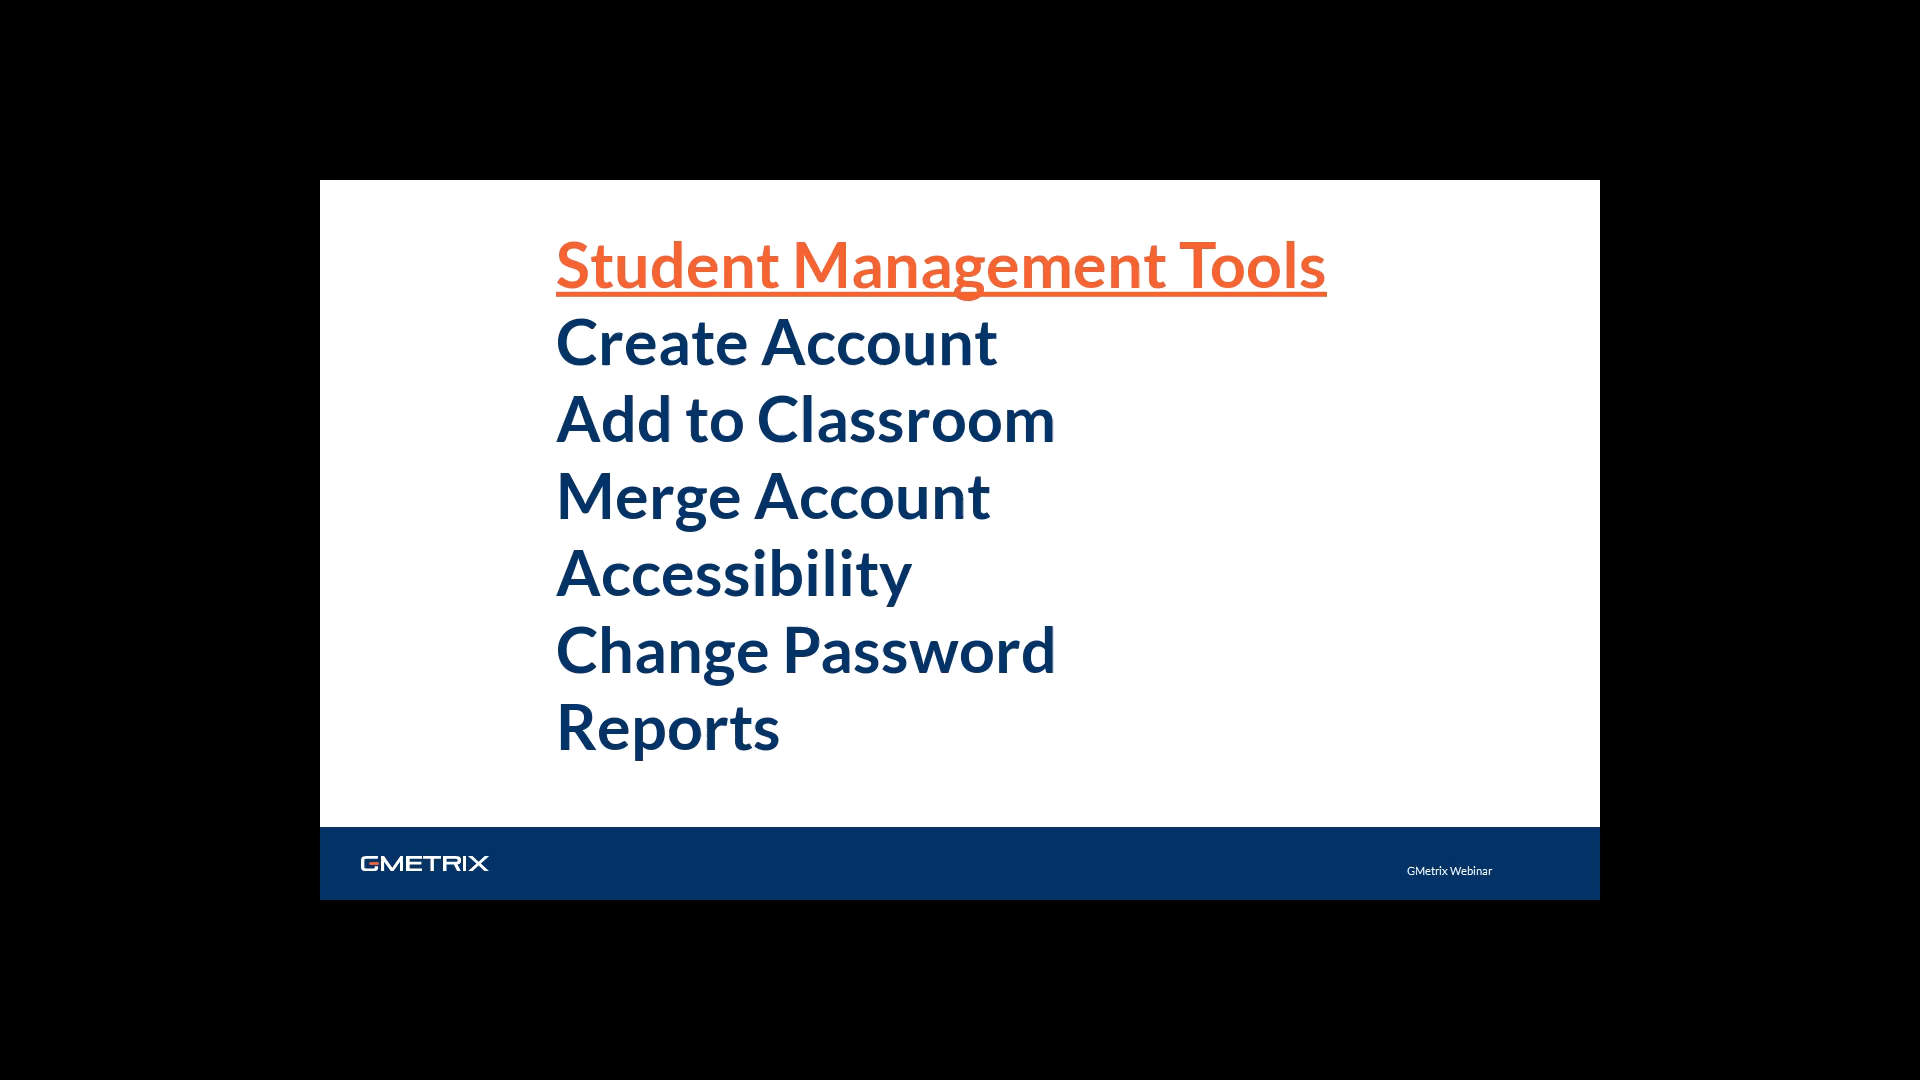 Student Management Tools
Create Account
Add to Classroom
Merge Account
Accessibility
Change Password
Reports
GMETRIX
GMetrix Webinar